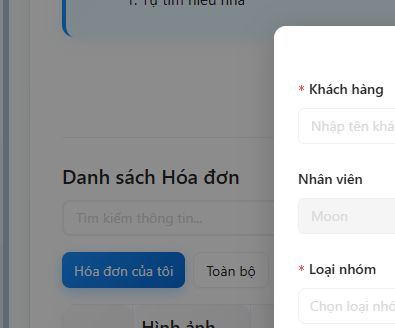 1. Tự tìm hiểu nha
* Khách hàng
Nhập tên khá
Danh sách Hóa đơn
Nhân viên
Tìm kiếm thông tin...
Moon
Hóa đơn của tôi
Toàn bộ
* Loại nhóm
Chọn loại nhó
Hình ảnh